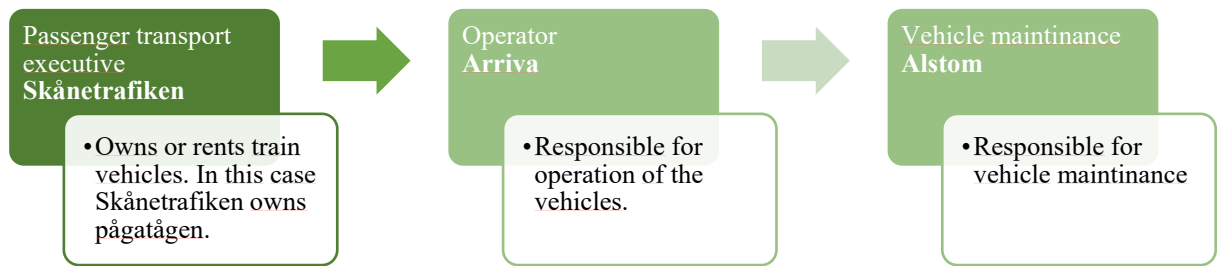 Passenger transport
executive
Skånetrafiken
•Owns or rents train
vehicles. In this case
Skånetrafiken owns
pågatågen.
Operator
Arriva
•Responsible for
operation of the
vehicles.
Vehicle maintinance
Alstom
•Responsible for
vehicle maintinance